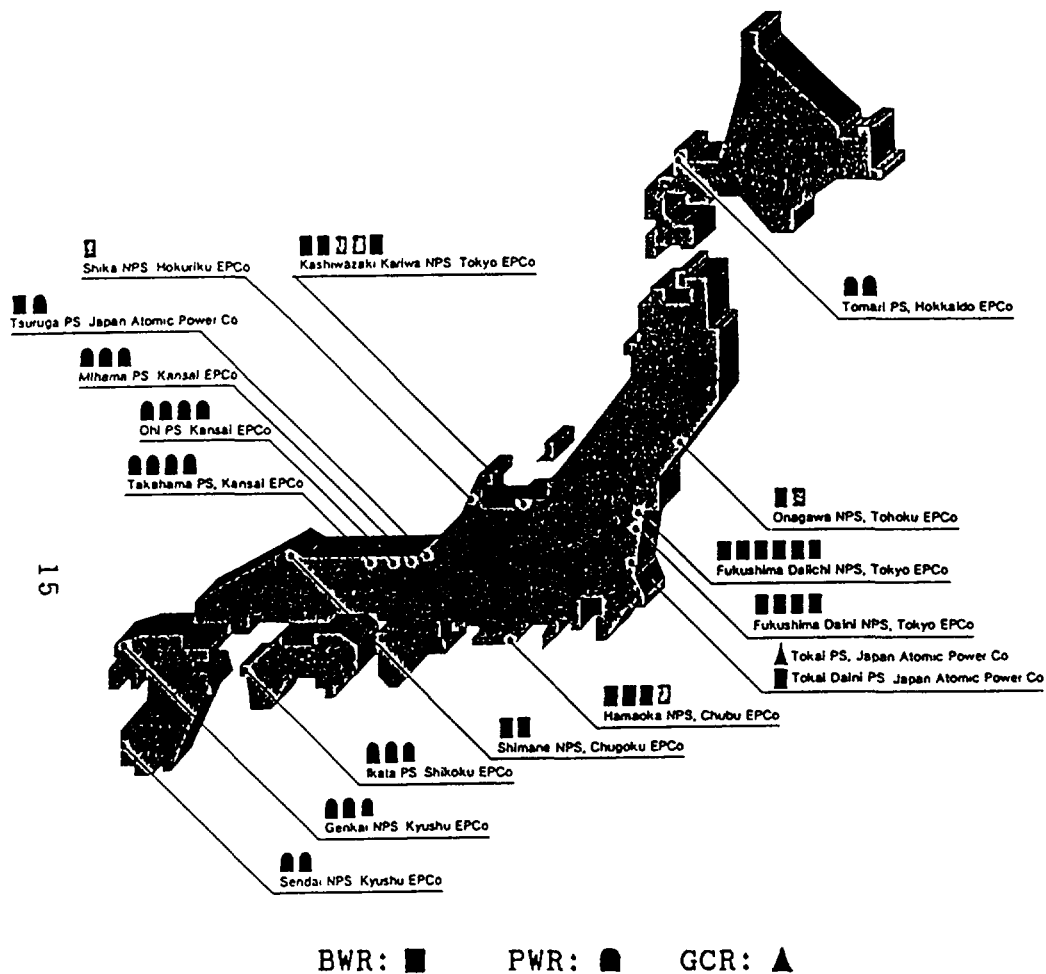 Shika NPS Hokuriku EPCo
Kashiwazaki Kariwa NPS Tokyo EPCo
Tsuruga PS Japan Atomic Power Co
Tomari PS, Hokkaido EPCo
Mihama PS Kansai EPCo
Ohi PS Kansai EPCo
Takahama PS, Kansai EPCo
Onagawa NPS, Tohoku EPCo
Fukushima Daiichi NPS, Tokyo EPCo
15
Fukushima Daini NPS, Tokyo EPCo
Tokai PS, Japan Atomic Power Co
Tokai Daini PS Japan Atomic Power Co
Hamaoka NPS, Chubu EPCo
Shimane NPS, Chugoku EPCo
Ikata PS Shikoku EPCo
Genkai NPS Kyushu EPCo
Sendai NPS Kyushu EPCo
BWR: PWR: GCR: